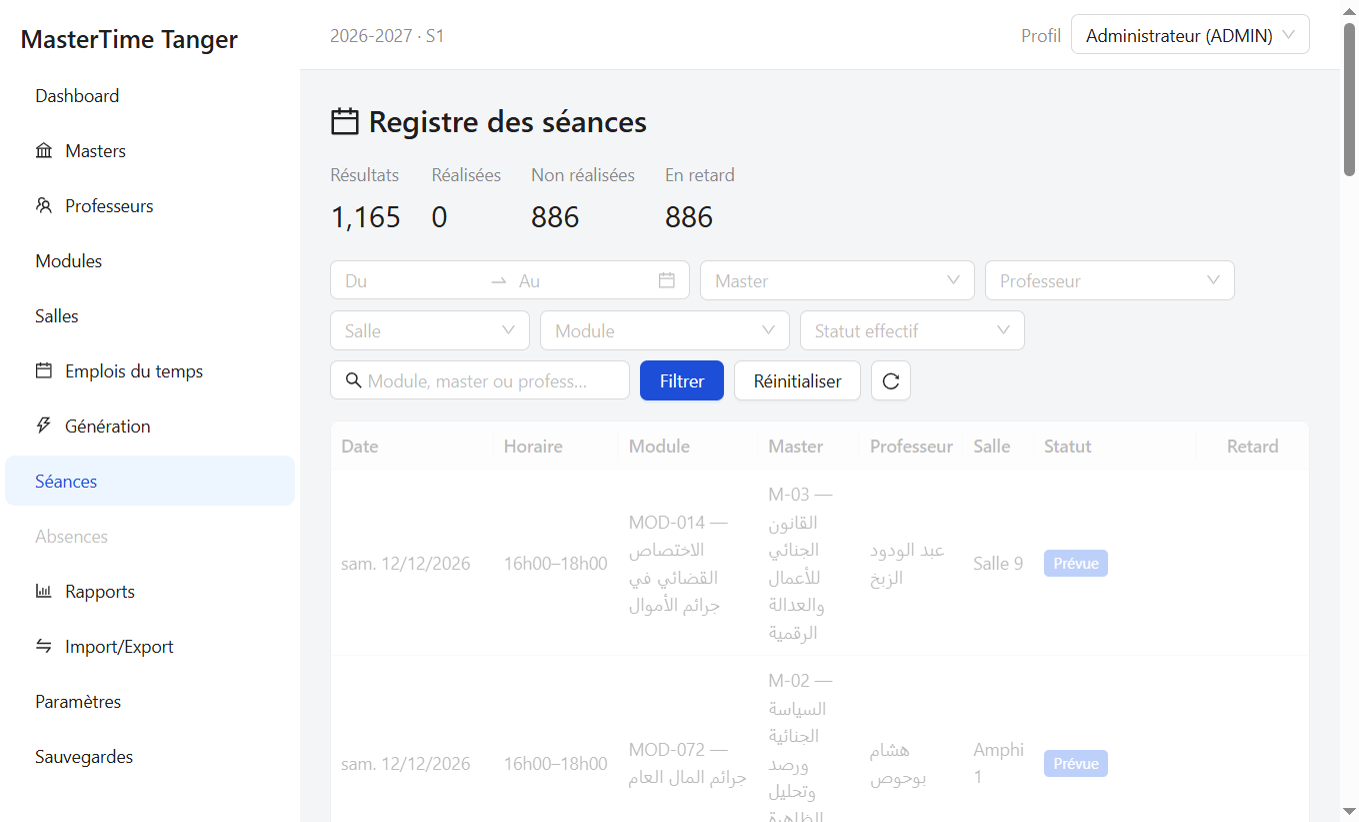 MasterTime Tanger
2026-2027 · S1
Profil
Administrateur (ADMIN)
Dashboard
Masters
Professeurs
Modules
Salles
Emplois du temps
Génération
Séances
Absences
Rapports
Import/Export
Paramètres
Sauvegardes
Registre des séances
Résultats Réalisées Non réalisées En retard
1,165 0 886 886
Du → Au Master Professeur
Salle Module Statut effectif
Module, master ou profess... Filtrer Réinitialiser
Date Horaire Module Master Professeur Salle Statut Retard
sam. 12/12/2026
16h00–18h00
MOD-014 —
الاختصاص
القضائي في
جرائم الأموال
M-03 —
القانون
الجنائي
للأعمال
والعدالة
الرقمية
عبد الودود
الزيخ
Salle 9
Prévue
sam. 12/12/2026
16h00–18h00
MOD-072 —
جرائم المال العام
M-02 —
السياسة
الجنائية
ورصد
وتحليل
الظاهرة
هشام
بوحوص
Amphi
1
Prévue